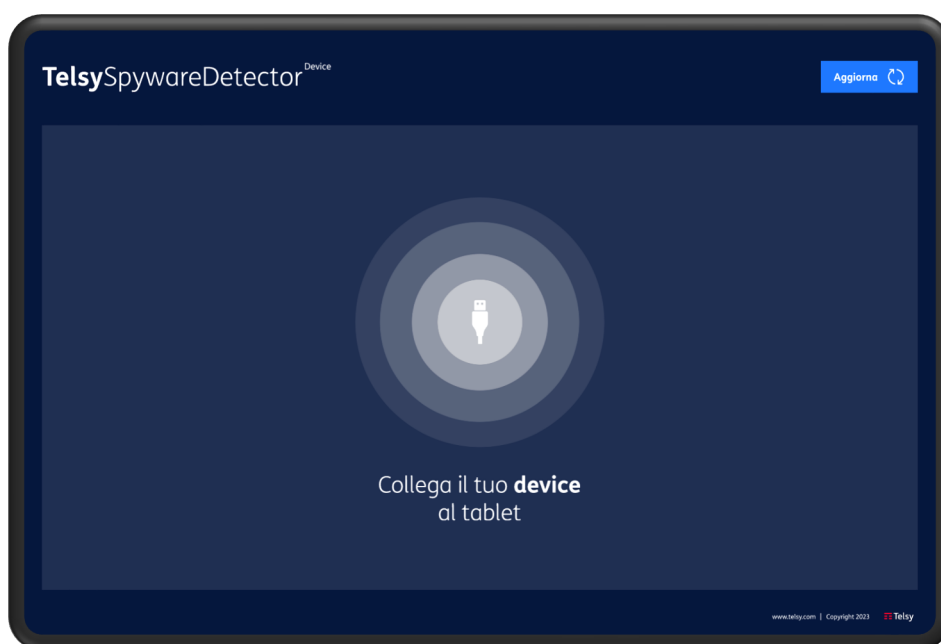 TelsySpywareDetector Device
Aggiorna
Collega il tuo device
al tablet
www.telsy.com | Copyright 2023 Telsy